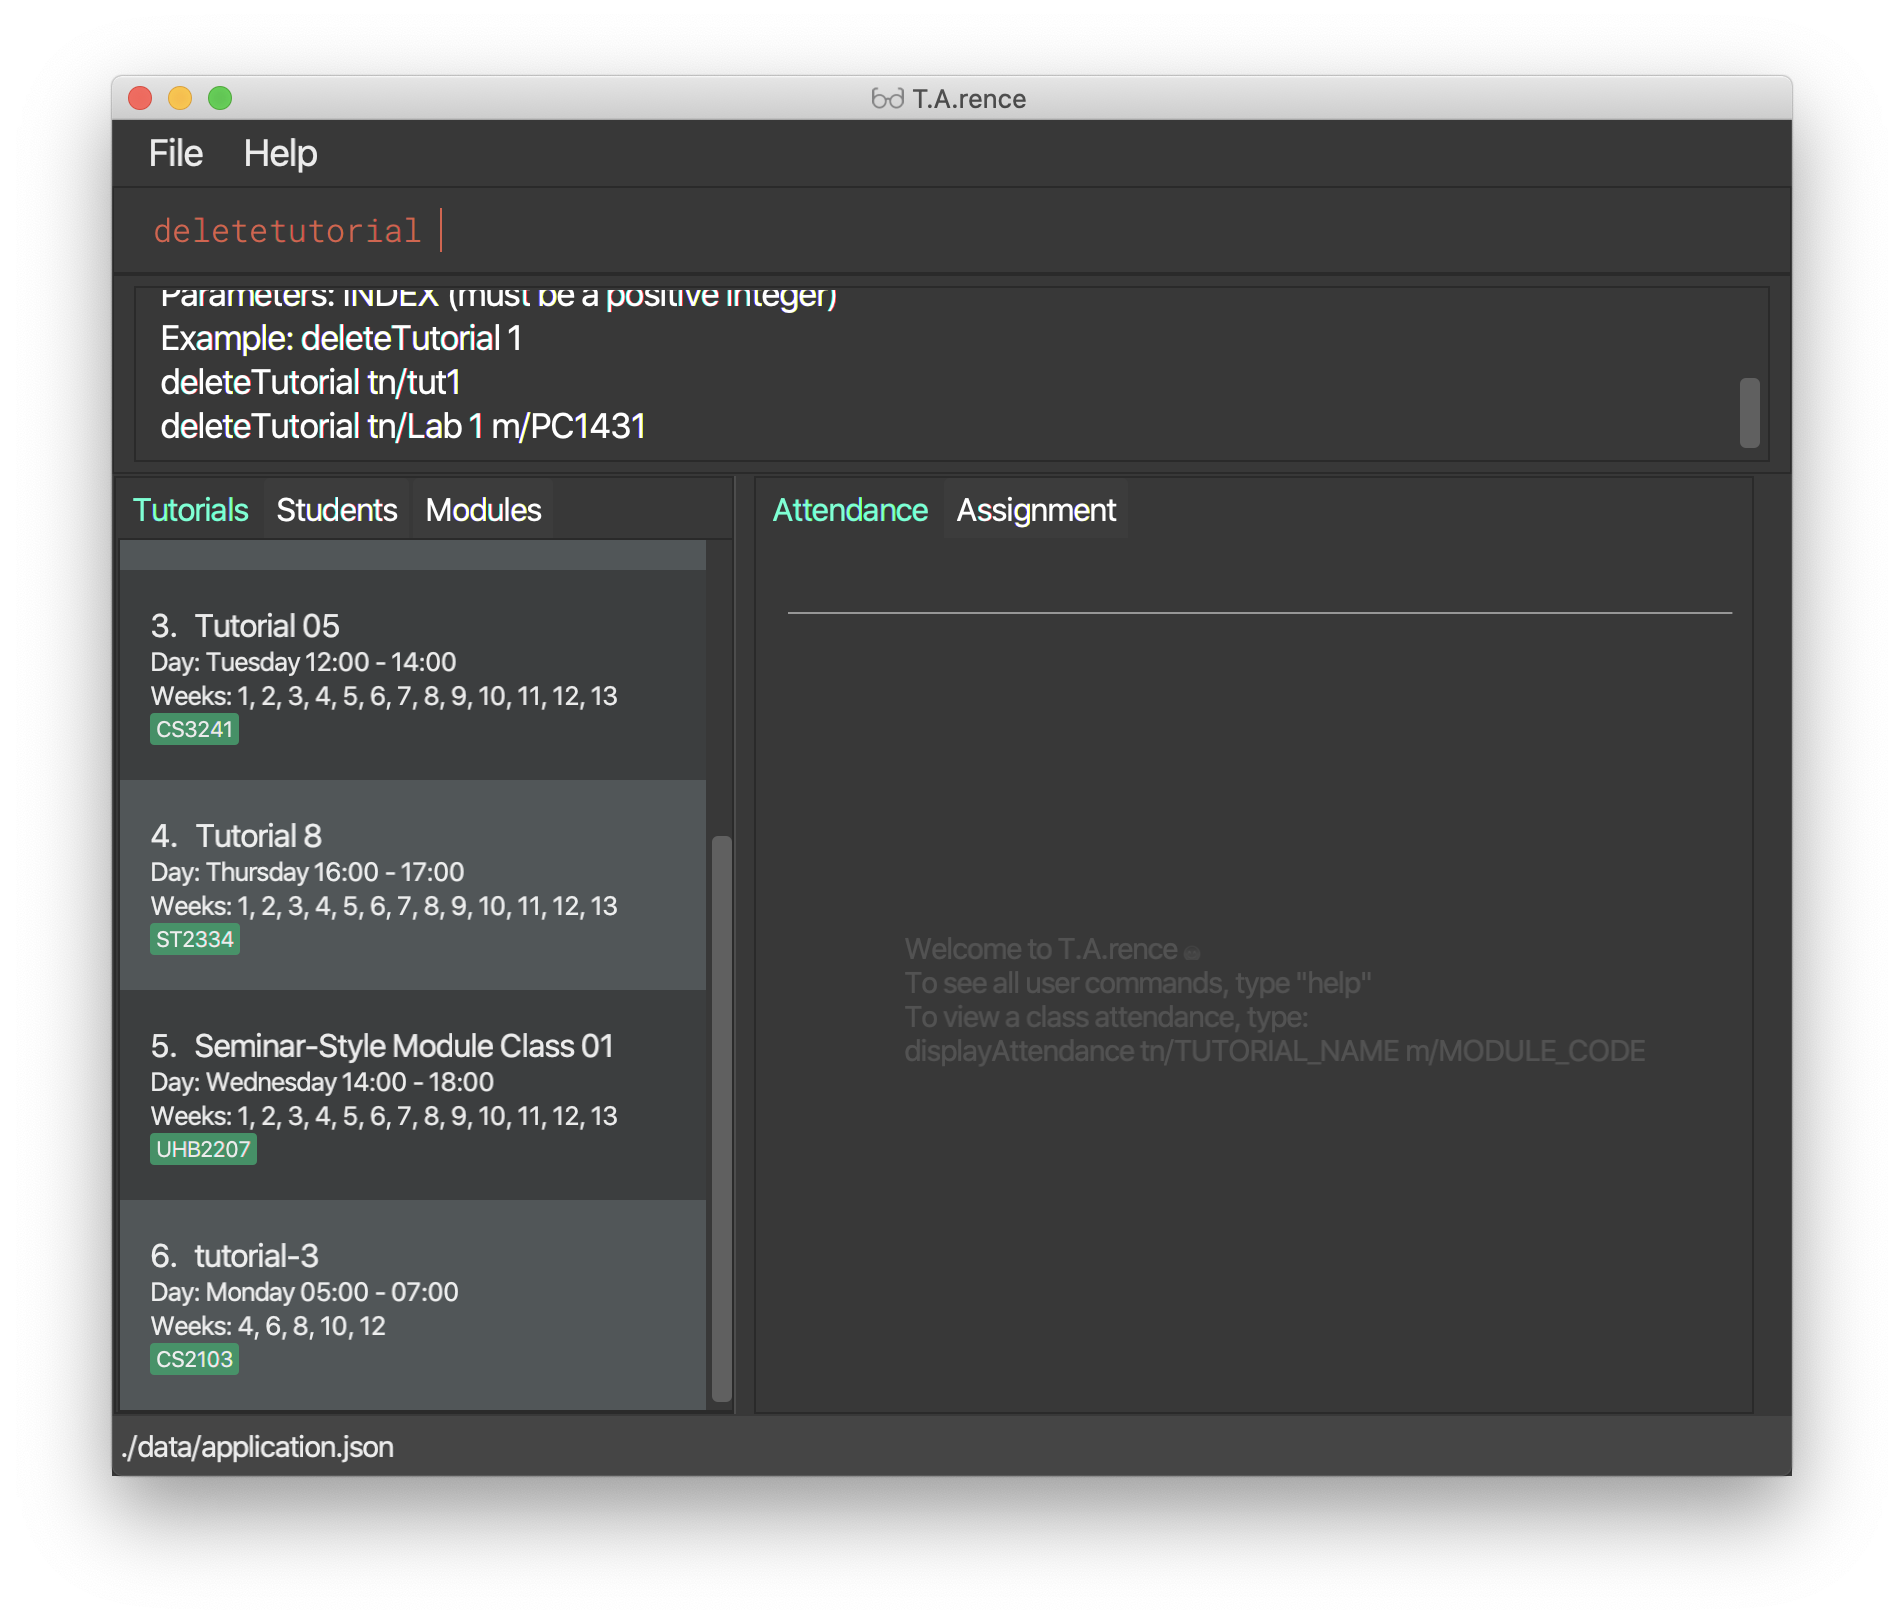 T.A.rence
File Help
deletetutorial
Parameters: INDEX (must be a positive integer)
Example: deleteTutorial 1
deleteTutorial tn/tut1
deleteTutorial tn/Lab 1 m/PC1431
Tutorials Students Modules
Attendance Assignment
3. Tutorial 05
Day: Tuesday 12:00 - 14:00
Weeks: 1, 2, 3, 4, 5, 6, 7, 8, 9, 10, 11, 12, 13
CS3241
4. Tutorial 8
Day: Thursday 16:00 - 17:00
Weeks: 1, 2, 3, 4, 5, 6, 7, 8, 9, 10, 11, 12, 13
ST2334
5. Seminar-Style Module Class 01
Day: Wednesday 14:00 - 18:00
Weeks: 1, 2, 3, 4, 5, 6, 7, 8, 9, 10, 11, 12, 13
UHB2207
6. tutorial-3
Day: Monday 05:00 - 07:00
Weeks: 4, 6, 8, 10, 12
CS2103
Welcome to T.A.rence
To see all user commands, type "help"
To view a class attendance, type:
displayAttendance tn/TUTORIAL_NAME m/MODULE_CODE
./data/application.json